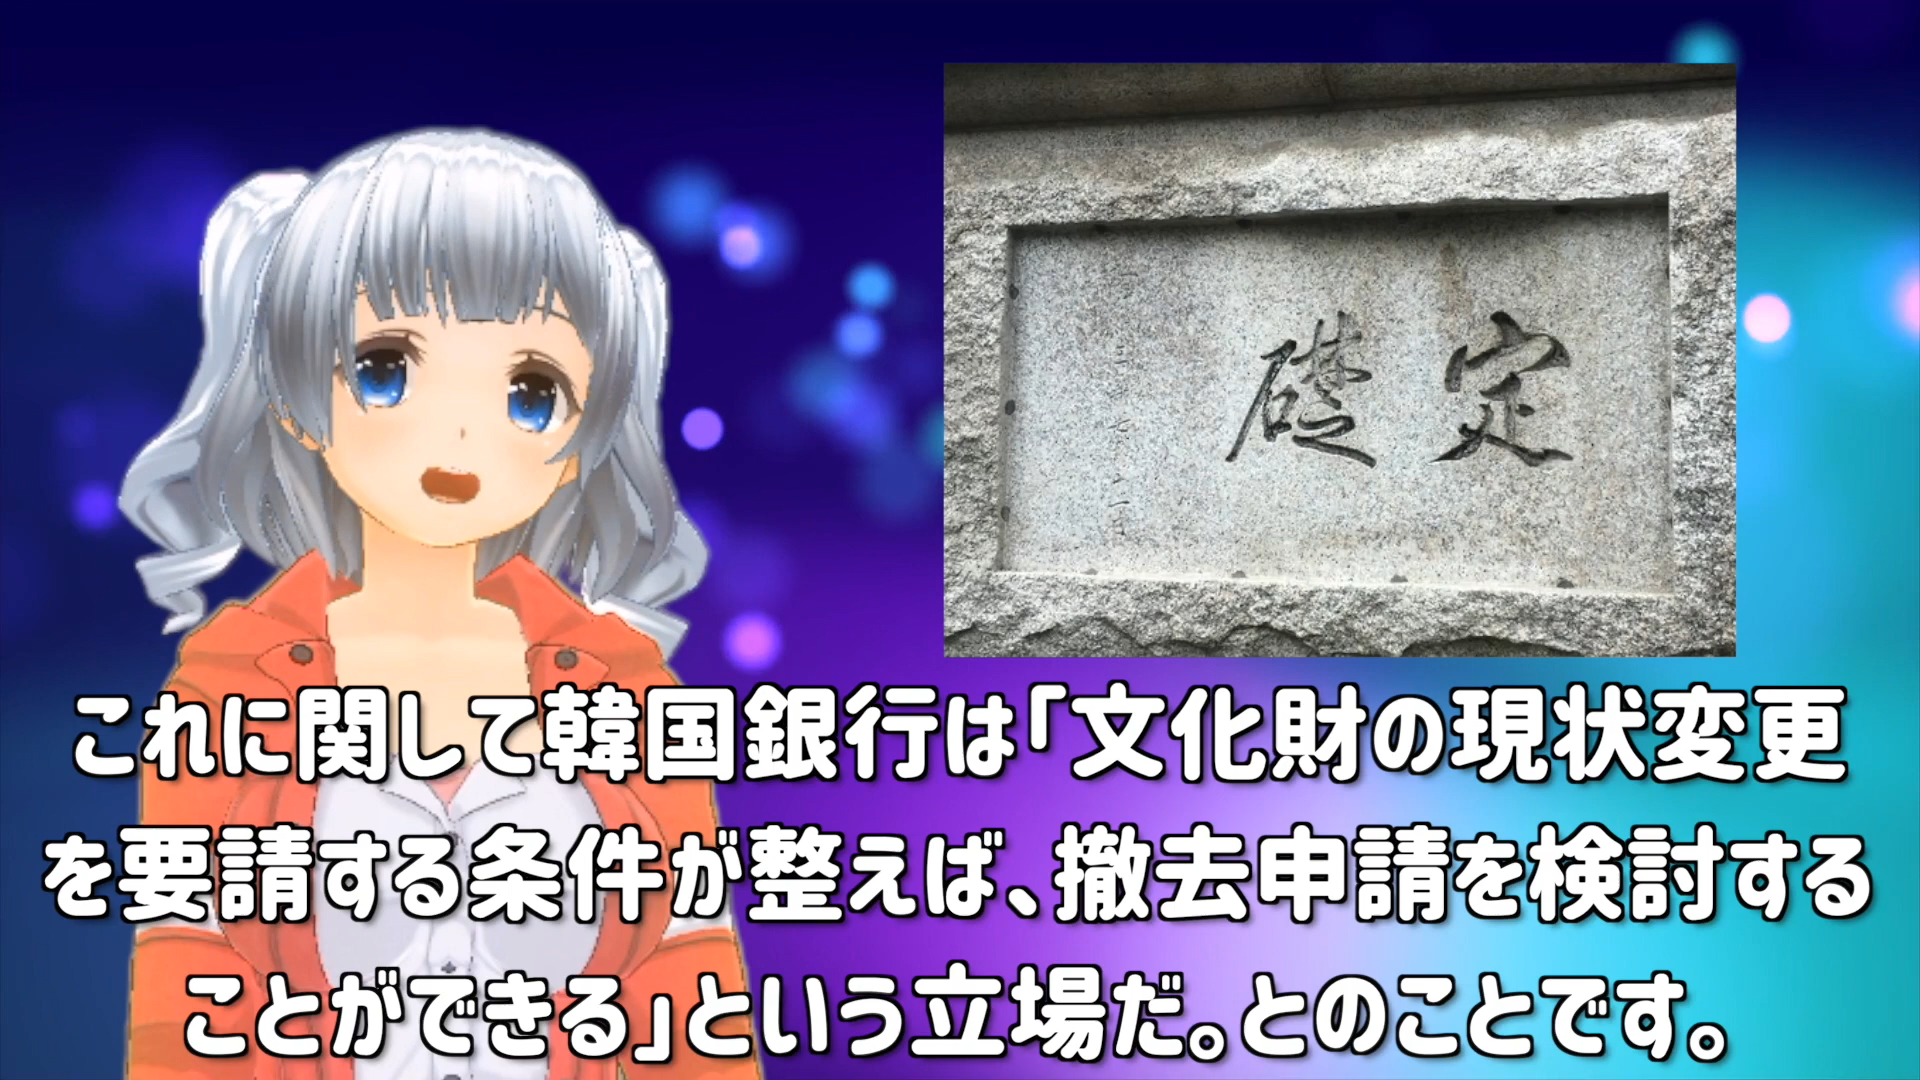 定礎
これに関して韓国銀行は「文化財の現状変更
を要請する条件が整えば、撤去申請を検討する
ことができる」という立場だ。とのことです。